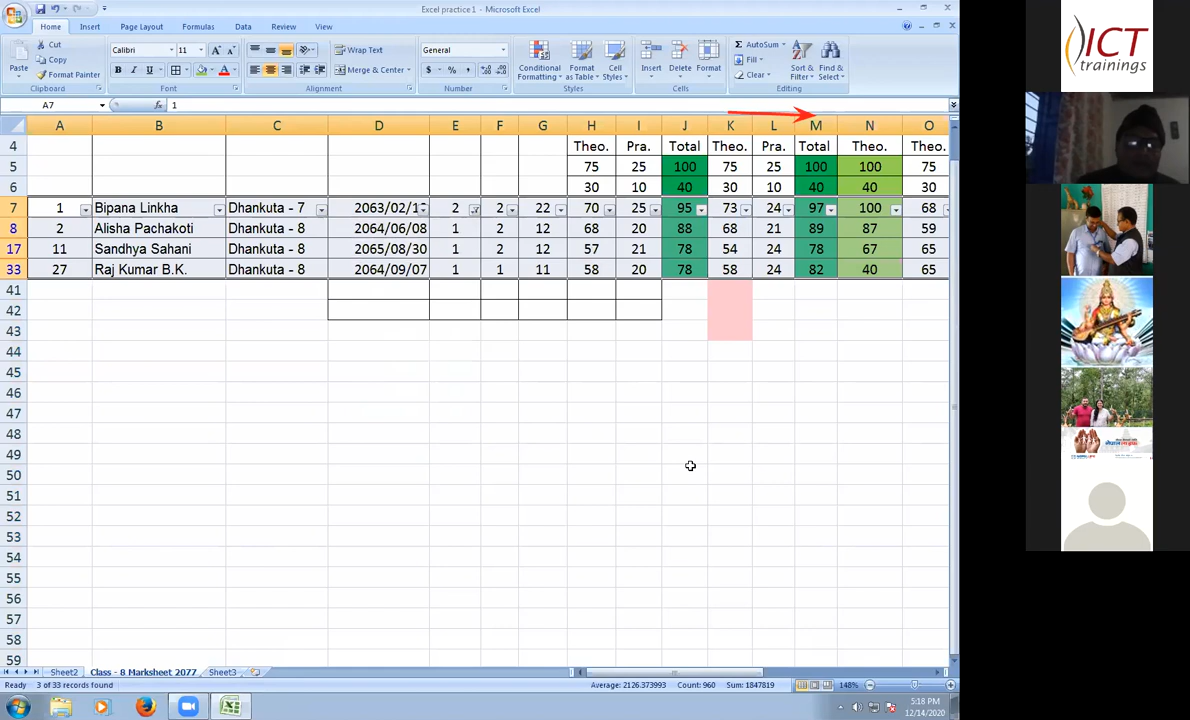 Excel practice 1 - Microsoft Excel
Home Insert Page Layout Formulas Data Review View
Cut
Copy
Format Painter
Paste
Clipboard
Calibri 11
Font
Wrap Text
Merge & Center
Alignment
General
Number
Conditional Formatting
Format as Table
Cell Styles
Styles
Insert Delete Format
Cells
AutoSum
Fill
Clear
Sort & Filter
Find & Select
Editing
A7 fx 1
A B C D E F G H I J K L M N O
4 Theo. Pra. Total Theo. Pra. Total Theo. Theo.
5 75 25 100 75 25 100 100 75
6 30 10 40 30 10 40 40 30
7 1 Bipana Linkha Dhankuta - 7 2 2 22 70 25 95 73 24 97 100 68
8 2 Alisha Pachakoti Dhankuta - 8 2064/06/08 1 2 12 68 20 88 68 21 89 87 59
17 11 Sandhya Sahani Dhankuta - 8 2065/08/30 1 2 12 57 21 78 54 24 78 67 65
33 27 Raj Kumar B.K. Dhankuta - 8 2064/09/07 1 1 11 58 20 78 58 24 82 40 65
41
42
43
44
45
46
47
48
49
50
51
52
53
54
55
56
57
58
59
Sheet2 Class - 8 Marksheet 2077 Sheet3
Ready 3 of 33 records found Average: 2126.373993 Count: 960 Sum: 1847819 148%
5:18 PM
12/14/2020
ICT
trainings